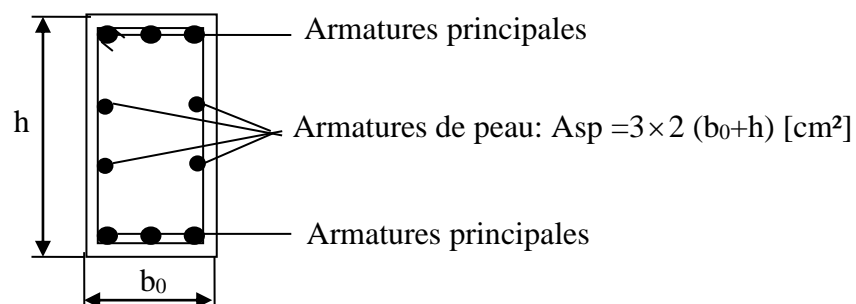 Armatures principales
h
Armatures de peau: Asp =3×2 (b₀+h) [cm²]
Armatures principales
b₀